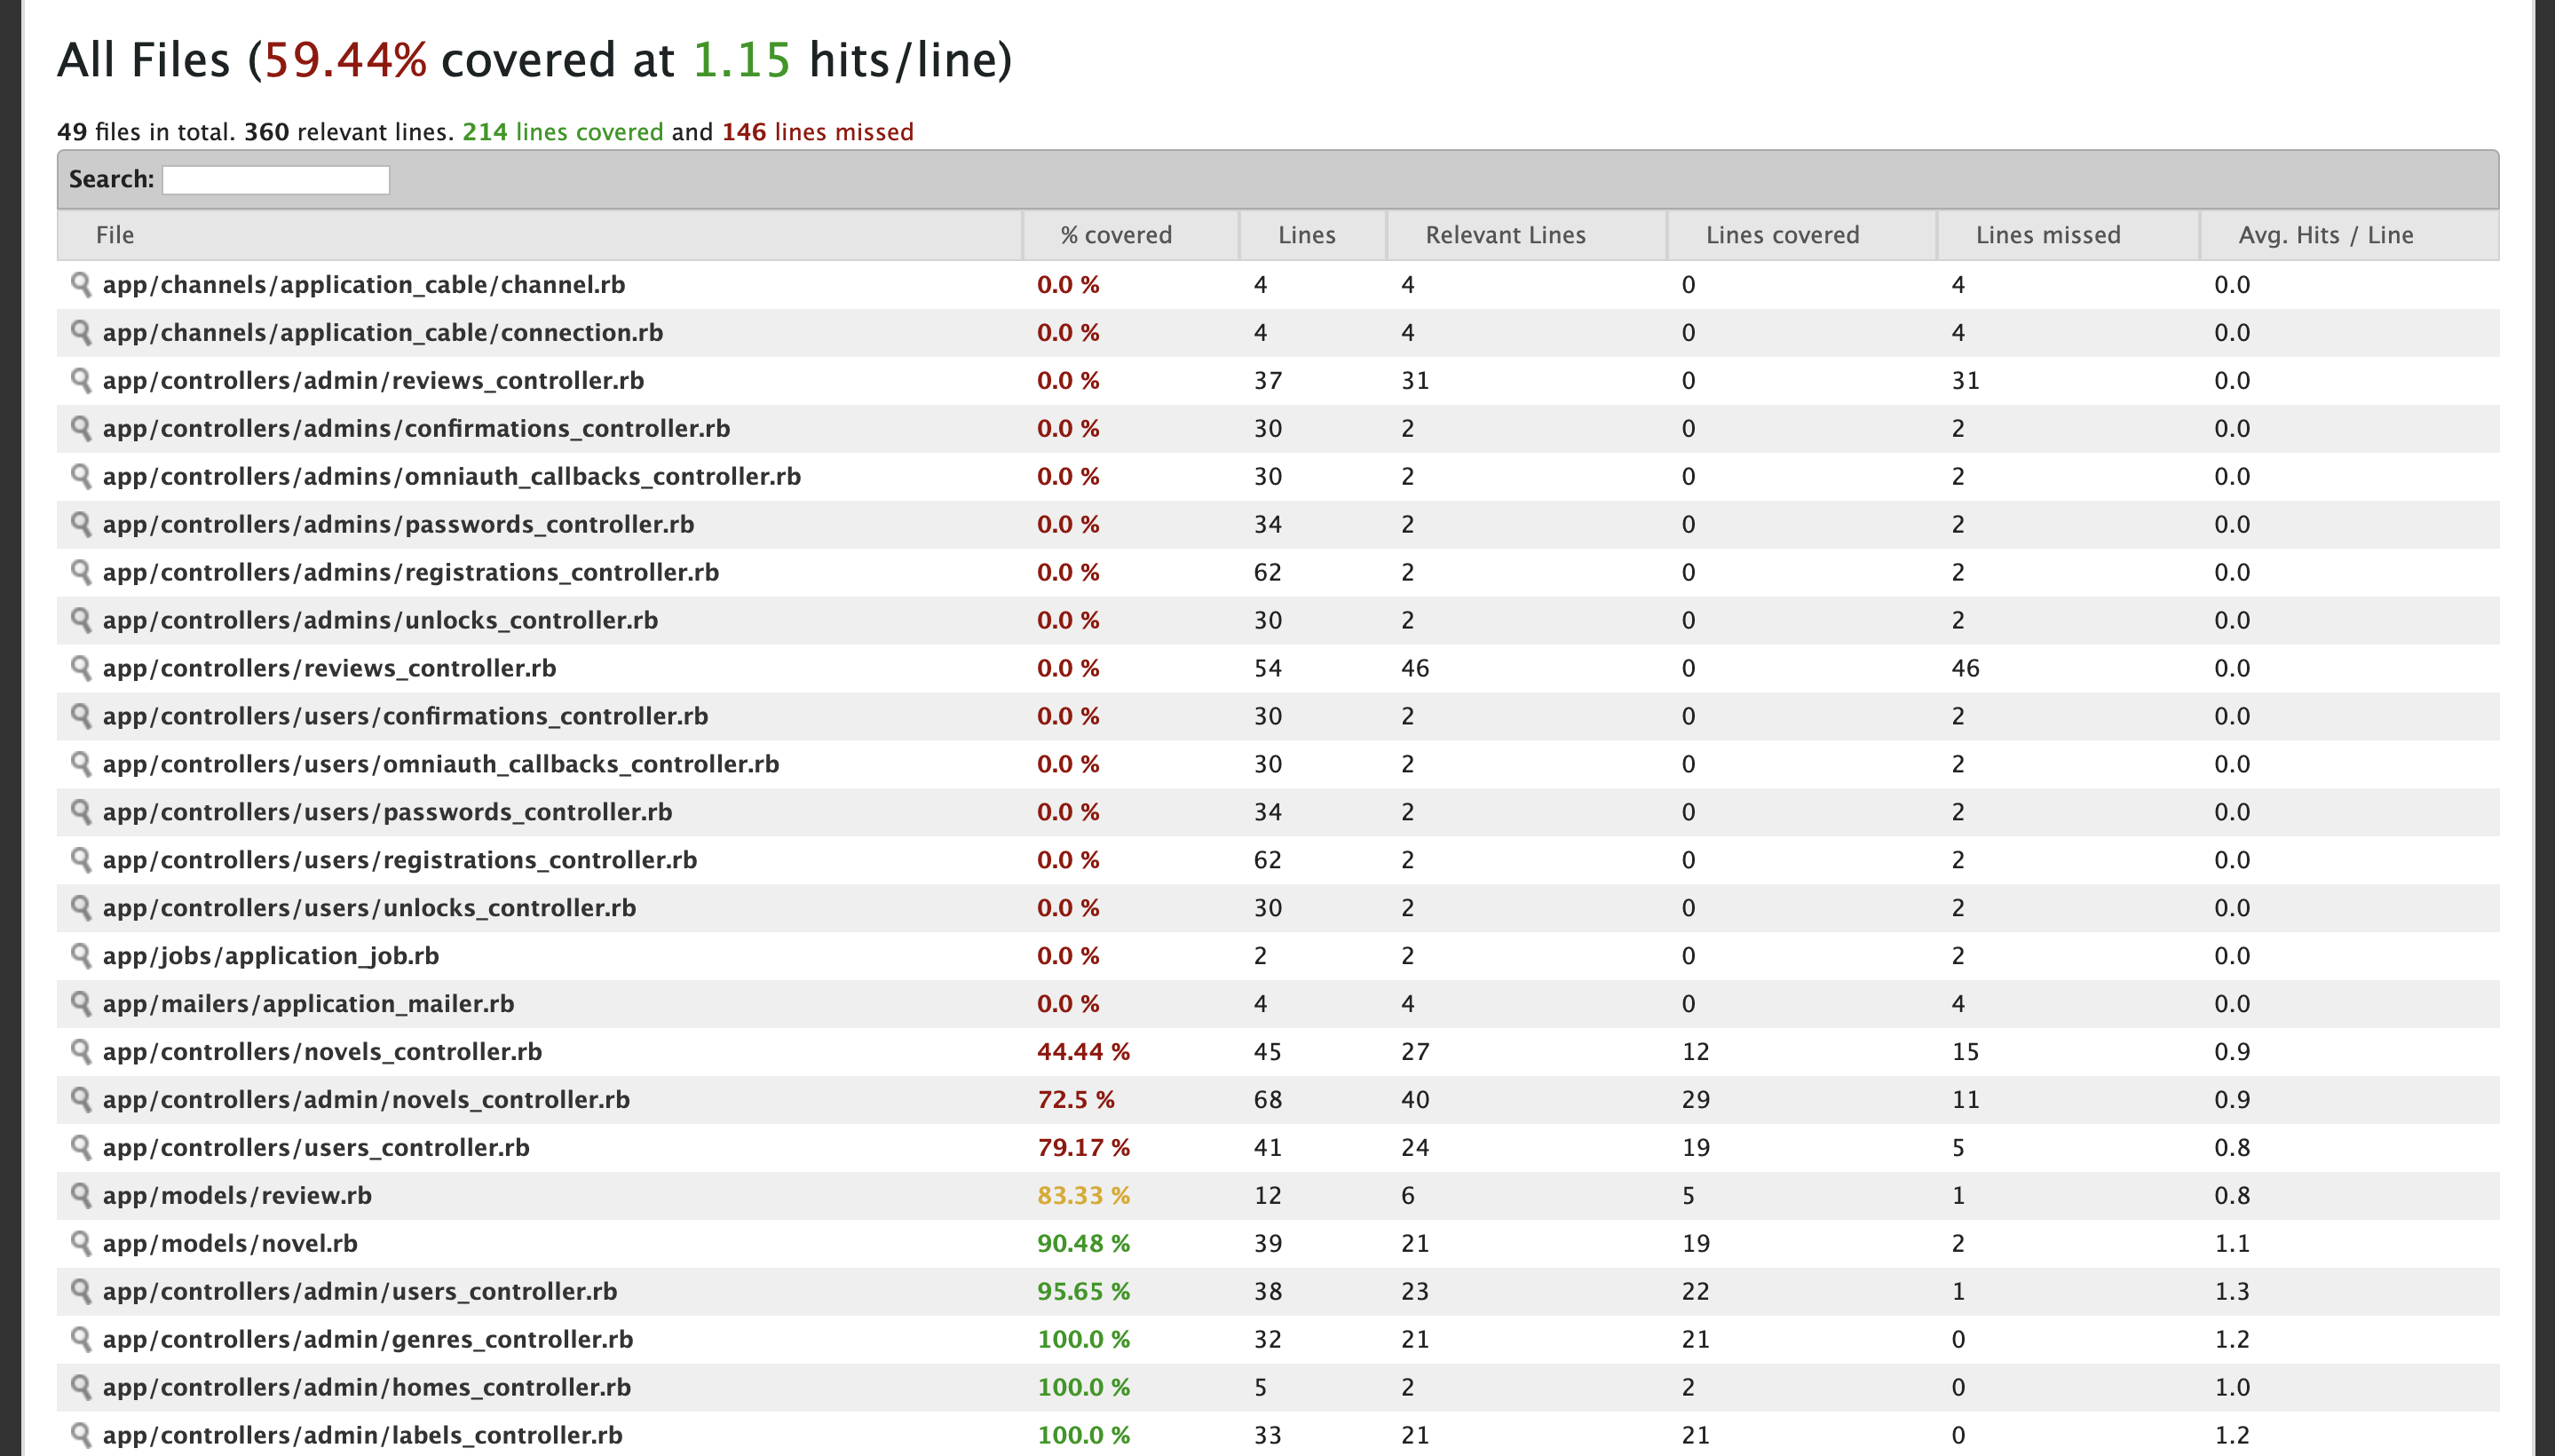 All Files (59.44% covered at 1.15 hits/line)
49 files in total. 360 relevant lines. 214 lines covered and 146 lines missed
Search:
File % covered Lines Relevant Lines Lines covered Lines missed Avg. Hits / Line
app/channels/application_cable/channel.rb 0.0 % 4 4 0 4 0.0
app/channels/application_cable/connection.rb 0.0 % 4 4 0 4 0.0
app/controllers/admin/reviews_controller.rb 0.0 % 37 31 0 31 0.0
app/controllers/admins/confirmations_controller.rb 0.0 % 30 2 0 2 0.0
app/controllers/admins/omniauth_callbacks_controller.rb 0.0 % 30 2 0 2 0.0
app/controllers/admins/passwords_controller.rb 0.0 % 34 2 0 2 0.0
app/controllers/admins/registrations_controller.rb 0.0 % 62 2 0 2 0.0
app/controllers/admins/unlocks_controller.rb 0.0 % 30 2 0 2 0.0
app/controllers/reviews_controller.rb 0.0 % 54 46 0 46 0.0
app/controllers/users/confirmations_controller.rb 0.0 % 30 2 0 2 0.0
app/controllers/users/omniauth_callbacks_controller.rb 0.0 % 30 2 0 2 0.0
app/controllers/users/passwords_controller.rb 0.0 % 34 2 0 2 0.0
app/controllers/users/registrations_controller.rb 0.0 % 62 2 0 2 0.0
app/controllers/users/unlocks_controller.rb 0.0 % 30 2 0 2 0.0
app/jobs/application_job.rb 0.0 % 2 2 0 2 0.0
app/mailers/application_mailer.rb 0.0 % 4 4 0 4 0.0
app/controllers/novels_controller.rb 44.44 % 45 27 12 15 0.9
app/controllers/admin/novels_controller.rb 72.5 % 68 40 29 11 0.9
app/controllers/users_controller.rb 79.17 % 41 24 19 5 0.8
app/models/review.rb 83.33 % 12 6 5 1 0.8
app/models/novel.rb 90.48 % 39 21 19 2 1.1
app/controllers/admin/users_controller.rb 95.65 % 38 23 22 1 1.3
app/controllers/admin/genres_controller.rb 100.0 % 32 21 21 0 1.2
app/controllers/admin/homes_controller.rb 100.0 % 5 2 2 0 1.0
app/controllers/admin/labels_controller.rb 100.0 % 33 21 21 0 1.2